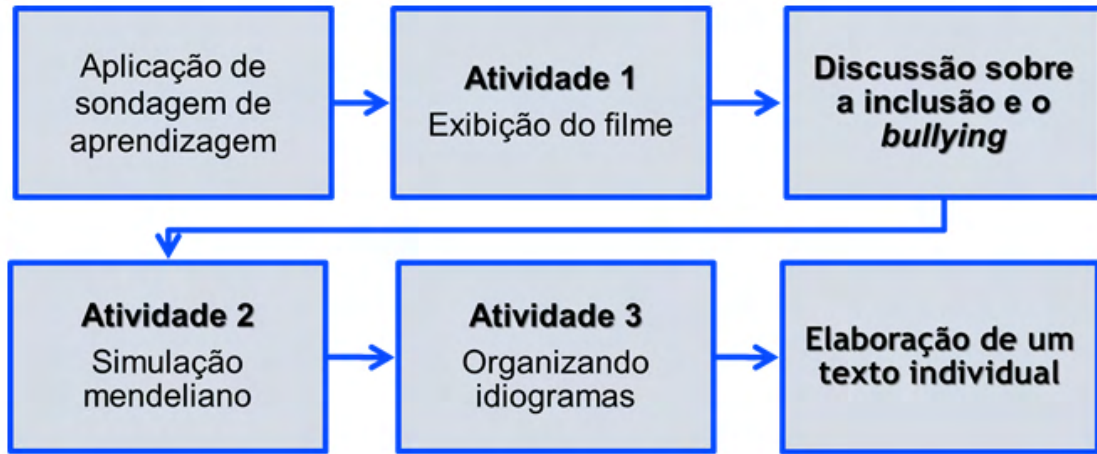 Aplicação de
sondagem de
aprendizagem
Atividade 1
Exibição do filme
Discussão sobre
a inclusão e o
bullying
Atividade 2
Simulação
mendeliano
Atividade 3
Organizando
idiogramas
Elaboração de um
texto individual